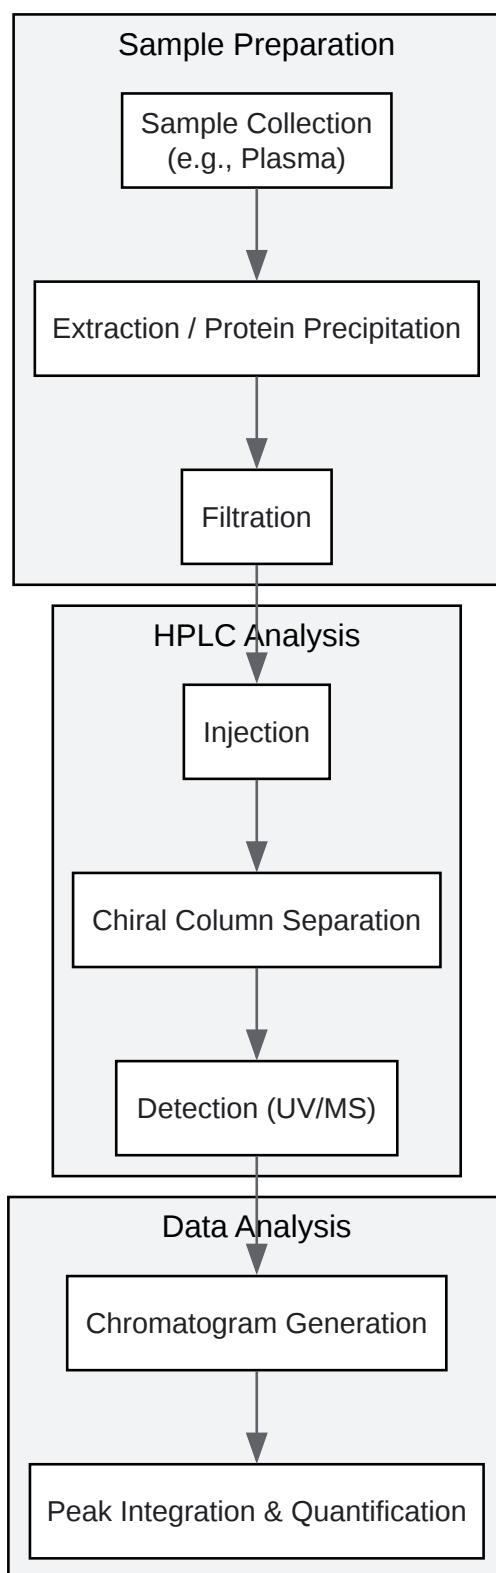 Sample Preparation
Sample Collection
(e.g., Plasma)
Extraction / Protein Precipitation
Filtration
HPLC Analysis
Injection
Chiral Column Separation
Detection (UV/MS)
Data Analysis
Chromatogram Generation
Peak Integration & Quantification